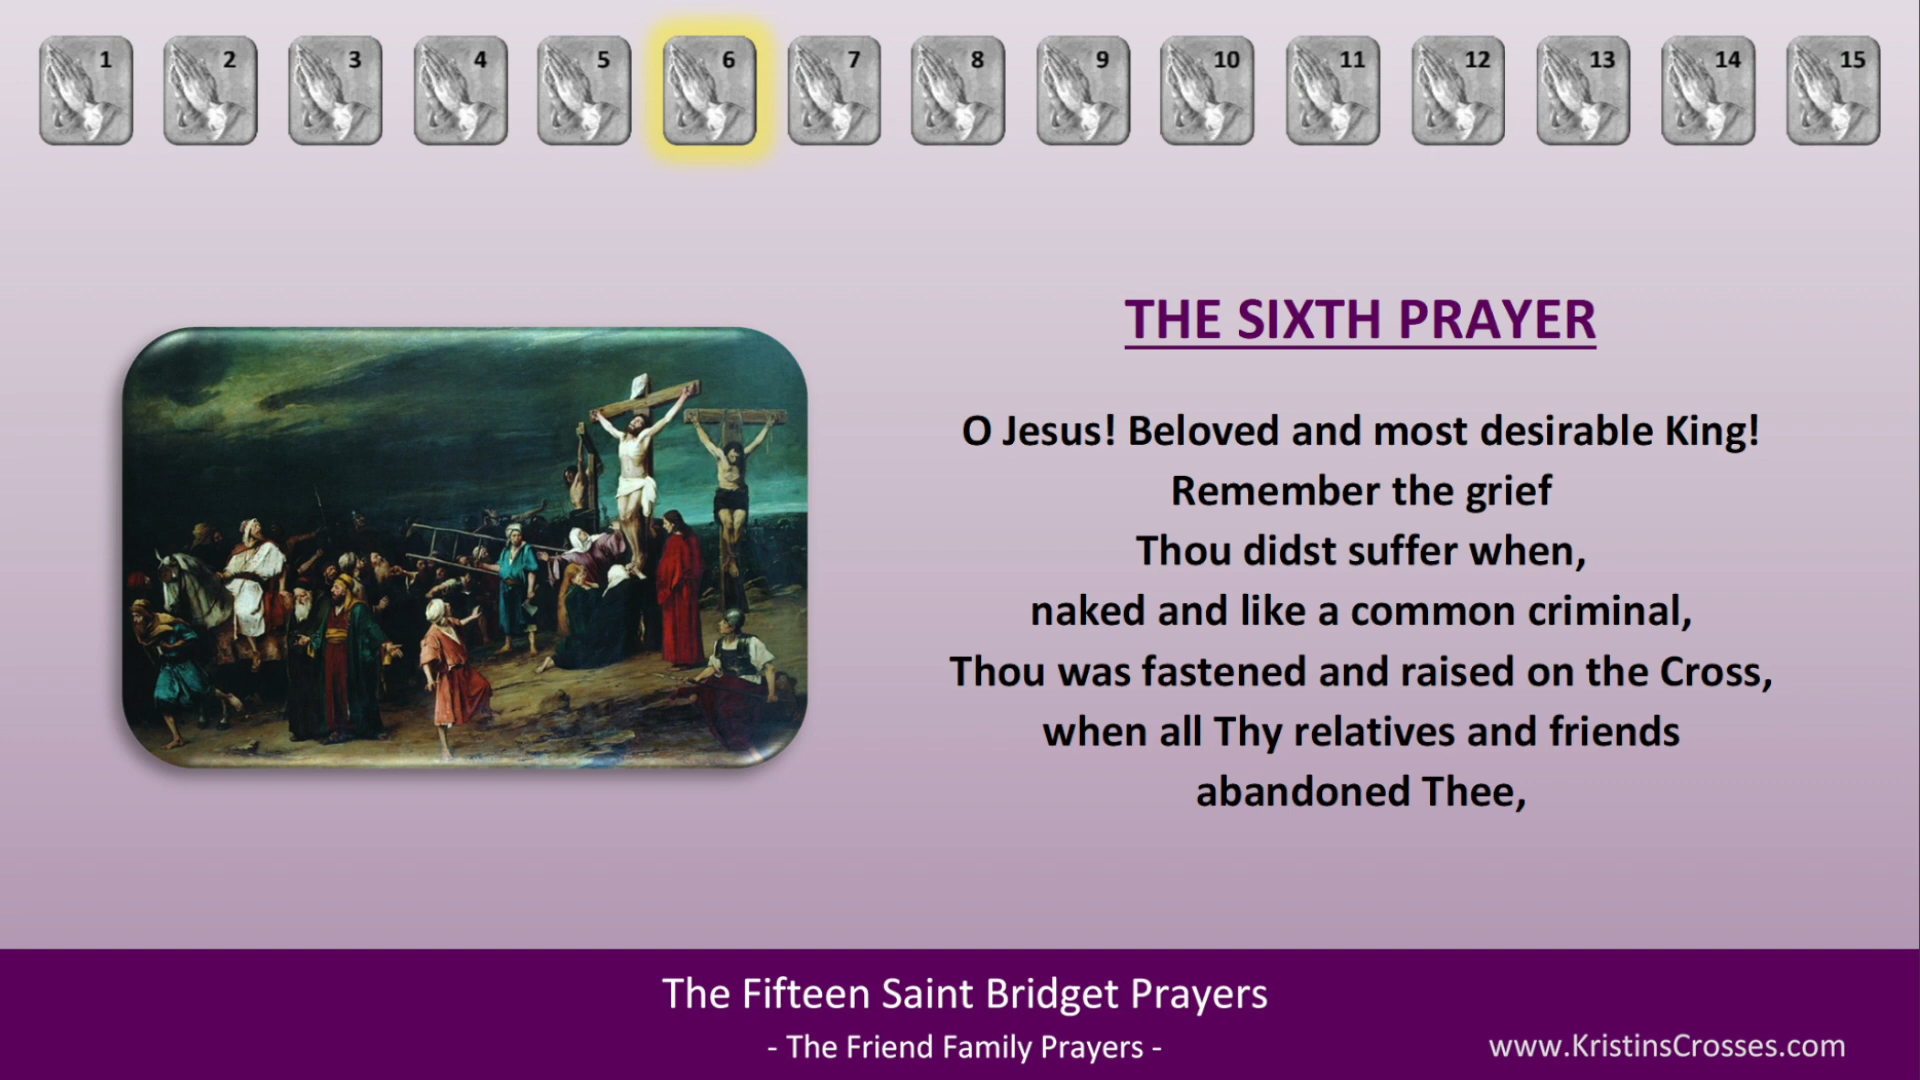 1 2 3 4 5 6 7 8 9 10 11 12 13 14 15
THE SIXTH PRAYER
O Jesus! Beloved and most desirable King!
Remember the grief
Thou didst suffer when,
naked and like a common criminal,
Thou was fastened and raised on the Cross,
when all Thy relatives and friends
abandoned Thee,
The Fifteen Saint Bridget Prayers
- The Friend Family Prayers -
www.KristinsCrosses.com